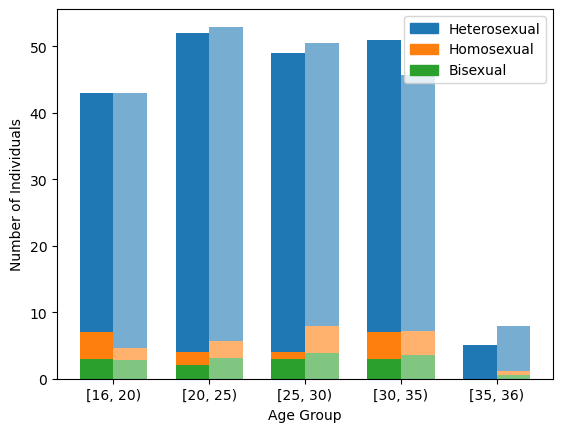 Heterosexual
Homosexual
Bisexual
50
40
30
20
10
0
Number of Individuals
[16, 20)
[20, 25)
[25, 30)
[30, 35)
[35, 36)
Age Group